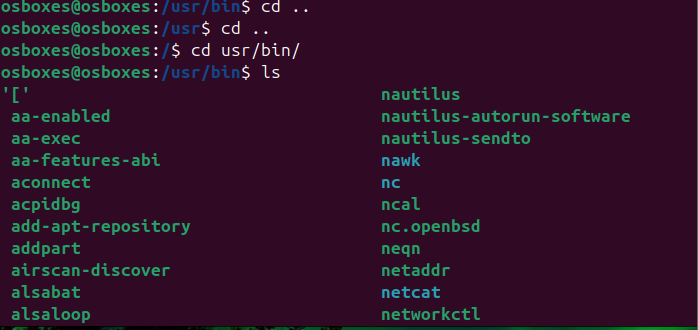 osboxes@osboxes:/usr/bin$ cd ..
osboxes@osboxes:/usr$ cd ..
osboxes@osboxes:/$ cd usr/bin/
osboxes@osboxes:/usr/bin$ ls
'[' nautilus
aa-enabled nautilus-autorun-software
aa-exec nautilus-sendto
aa-features-abi nawk
aconnect nc
acpidbg ncal
add-apt-repository nc.openbsd
addpart neqn
airscan-discover netaddr
alsabat netcat
alsaloop networkctl